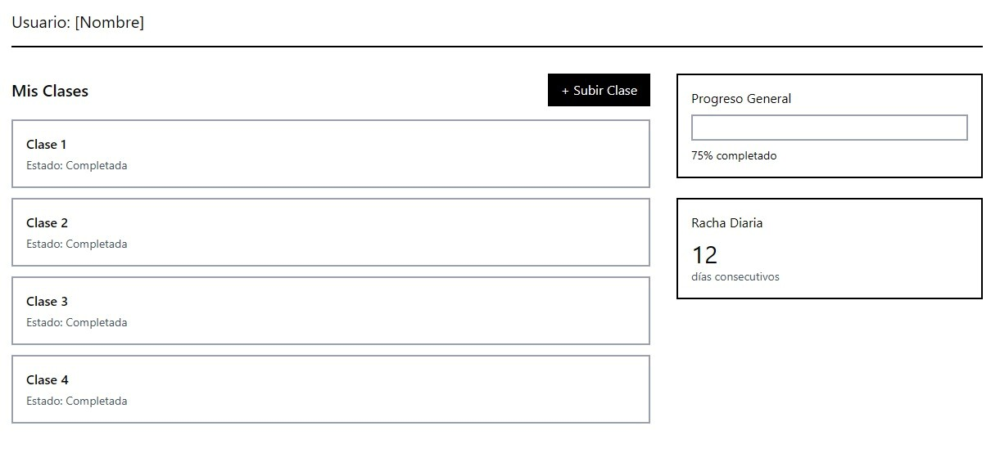 Usuario: [Nombre]
Mis Clases
+ Subir Clase
Clase 1
Estado: Completada
Clase 2
Estado: Completada
Clase 3
Estado: Completada
Clase 4
Estado: Completada
Progreso General
75% completado
Racha Diaria
12
días consecutivos